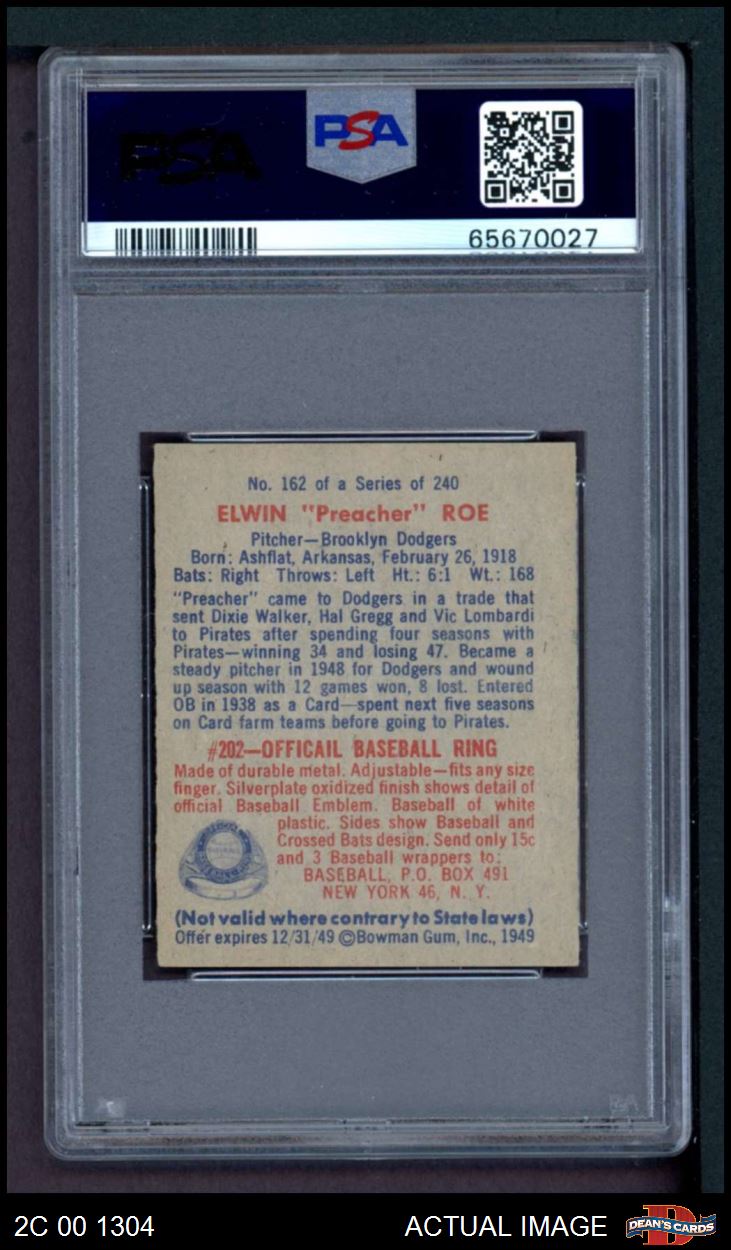 PSA
PSA
65670027
No. 162 of a Series of 240
ELWIN "Preacher" ROE
Pitcher—Brooklyn Dodgers
Born: Ashflat, Arkansas, February 26, 1918
Bats: Right Throws: Left Ht.: 6:1 Wt.: 168
"Preacher" came to Dodgers in a trade that
sent Dixie Walker, Hal Gregg and Vic Lombardi
to Pirates after spending four seasons with
Pirates—winning 34 and losing 47. Became a
steady pitcher in 1948 for Dodgers and wound
up season with 12 games won, 8 lost. Entered
OB in 1938 as a Card—spent next five seasons
on Card farm teams before going to Pirates.
#202—OFFICAIL BASEBALL RING
Made of durable metal. Adjustable—fits any size
finger. Silverplate oxidized finish shows detail of
official Baseball Emblem. Baseball of white
plastic. Sides show Baseball and
Crossed Bats design. Send only 15c
and 3 Baseball wrappers to:
BASEBALL, P.O. BOX 491
NEW YORK 46, N. Y.
(Not valid where contrary to State laws)
Offer expires 12/31/49 ©Bowman Gum, Inc., 1949
PSA
2C 00 1304
ACTUAL IMAGE
DEAN'S CARDS